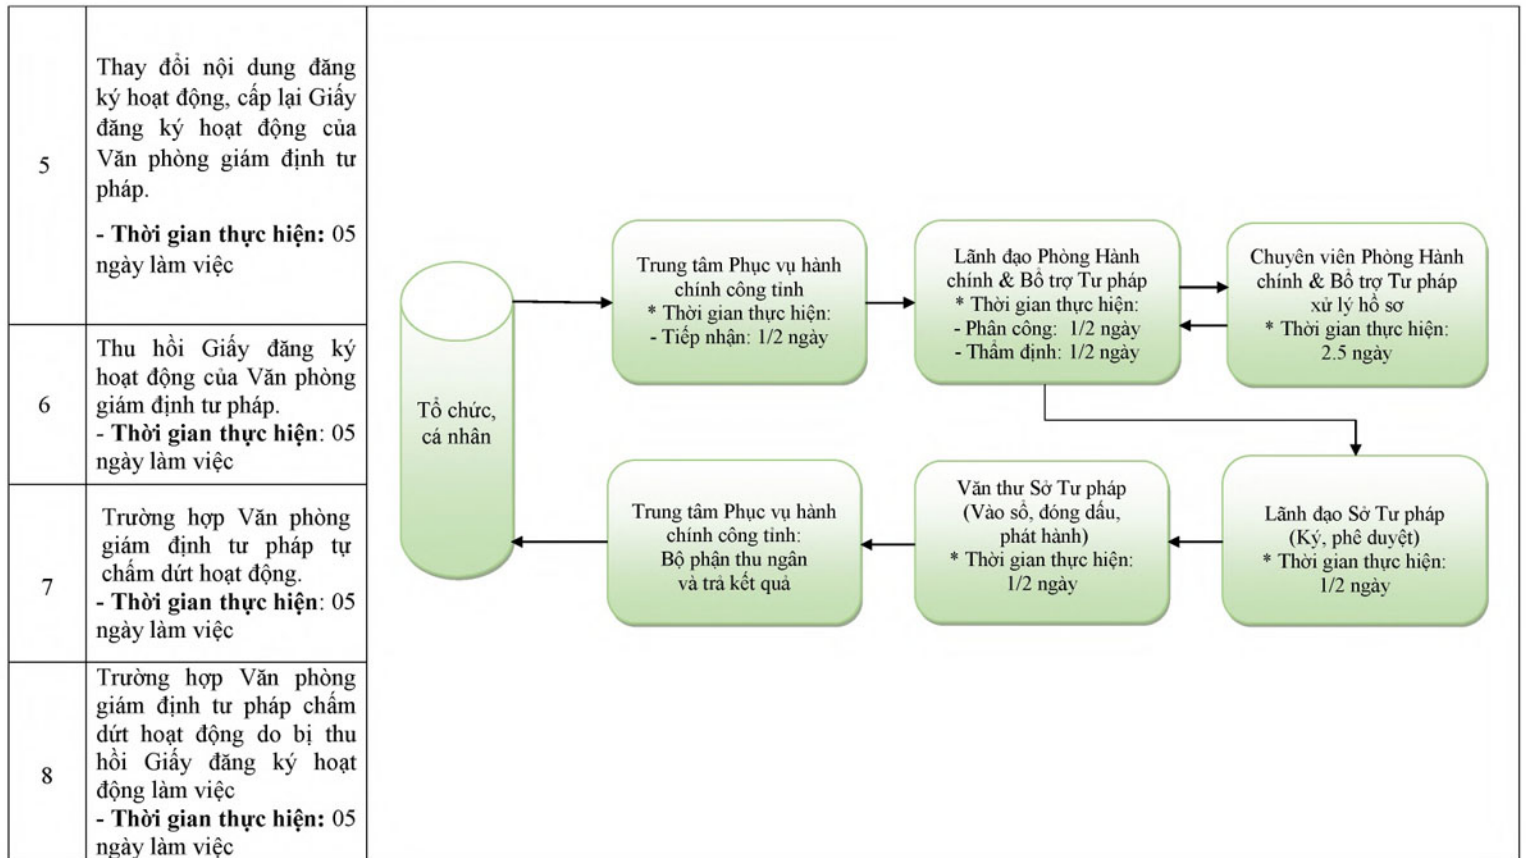 5
Thay đổi nội dung đăng
ký hoạt động, cấp lại Giấy
đăng ký hoạt động của
Văn phòng giám định tư
pháp.
- Thời gian thực hiện: 05
ngày làm việc
6
Thu hồi Giấy đăng ký
hoạt động của Văn phòng
giám định tư pháp.
- Thời gian thực hiện: 05
ngày làm việc
7
Trường hợp Văn phòng
giám định tư pháp tự
chấm dứt hoạt động.
- Thời gian thực hiện: 05
ngày làm việc
8
Trường hợp Văn phòng
giám định tư pháp chấm
dứt hoạt động do bị thu
hồi Giấy đăng ký hoạt
động làm việc
- Thời gian thực hiện: 05
ngày làm việc
Tổ chức,
cá nhân
Trung tâm Phục vụ hành
chính công tỉnh
* Thời gian thực hiện:
- Tiếp nhận: 1/2 ngày
Lãnh đạo Phòng Hành
chính & Bổ trợ Tư pháp
* Thời gian thực hiện:
- Phân công: 1/2 ngày
- Thẩm định: 1/2 ngày
Chuyên viên Phòng Hành
chính & Bổ trợ Tư pháp
xử lý hồ sơ
* Thời gian thực hiện:
2.5 ngày
Trung tâm Phục vụ hành
chính công tỉnh:
Bộ phận thu ngân
và trả kết quả
Văn thư Sở Tư pháp
(Vào sổ, đóng dấu,
phát hành)
* Thời gian thực hiện:
1/2 ngày
Lãnh đạo Sở Tư pháp
(Ký, phê duyệt)
* Thời gian thực hiện:
1/2 ngày